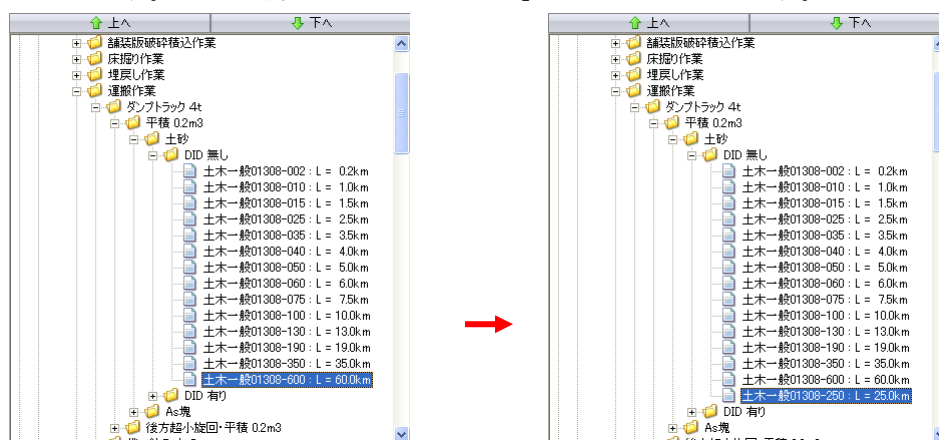 上へ
下へ
舗装版破砕積込作業
床掘り作業
埋戻し作業
運搬作業
ダンプトラック 4t
平積 0.2m3
土砂
DID 無し
土木一般01308-002 : L = 0.2km
土木一般01308-010 : L = 1.0km
土木一般01308-015 : L = 1.5km
土木一般01308-025 : L = 2.5km
土木一般01308-035 : L = 3.5km
土木一般01308-040 : L = 4.0km
土木一般01308-050 : L = 5.0km
土木一般01308-060 : L = 6.0km
土木一般01308-075 : L = 7.5km
土木一般01308-100 : L = 10.0km
土木一般01308-130 : L = 13.0km
土木一般01308-190 : L = 19.0km
土木一般01308-350 : L = 35.0km
土木一般01308-600 : L = 60.0km
DID 有り
As塊
後方超小旋回・平積 0.2m3
上へ
下へ
舗装版破砕積込作業
床掘り作業
埋戻し作業
運搬作業
ダンプトラック 4t
平積 0.2m3
土砂
DID 無し
土木一般01308-002 : L = 0.2km
土木一般01308-010 : L = 1.0km
土木一般01308-015 : L = 1.5km
土木一般01308-025 : L = 2.5km
土木一般01308-035 : L = 3.5km
土木一般01308-040 : L = 4.0km
土木一般01308-050 : L = 5.0km
土木一般01308-060 : L = 6.0km
土木一般01308-075 : L = 7.5km
土木一般01308-100 : L = 10.0km
土木一般01308-130 : L = 13.0km
土木一般01308-190 : L = 19.0km
土木一般01308-350 : L = 35.0km
土木一般01308-600 : L = 60.0km
土木一般01308-250 : L = 25.0km
DID 有り
As塊